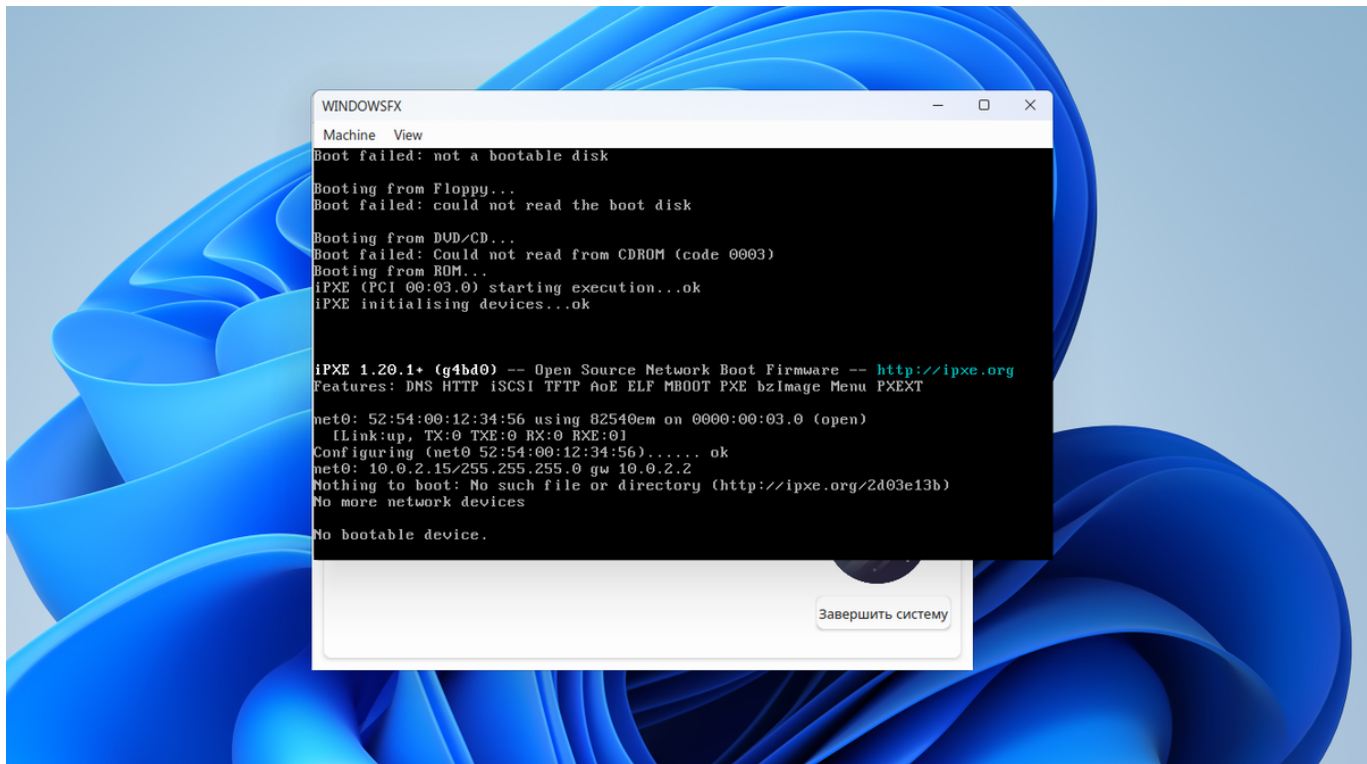 WINDOWSFX
Machine View
Boot failed: not a bootable disk
Booting from Floppy...
Boot failed: could not read the boot disk
Booting from DVD/CD...
Boot failed: Could not read from CDROM (code 0003)
Booting from ROM...
iPXE (PCI 00:03.0) starting execution...ok
iPXE initialising devices...ok
iPXE 1.20.1+ (g4bd0) -- Open Source Network Boot Firmware -- http://ipxe.org
Features: DNS HTTP iSCSI TFTP AoE ELF MBOOT PXE bzImage Menu PXEXT
net0: 52:54:00:12:34:56 using 82540em on 0000:00:03.0 (open)
[Link:up, TX:0 TXE:0 RX:0 RXE:0]
Configuring (net0 52:54:00:12:34:56)...... ok
net0: 10.0.2.15/255.255.255.0 gw 10.0.2.2
Nothing to boot: No such file or directory (http://ipxe.org/2d03e13b)
No more network devices
No bootable device.
Завершить систему